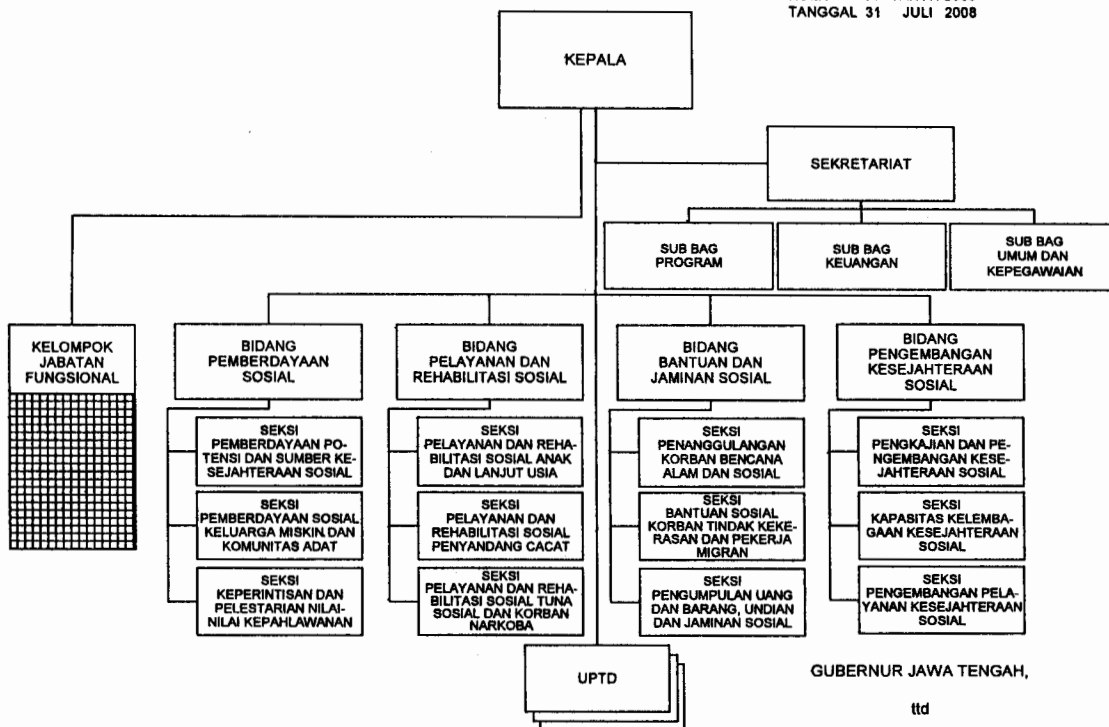 TANGGAL 31 JULI 2008
KEPALA
SEKRETARIAT
SUB BAG
PROGRAM
SUB BAG
KEUANGAN
SUB BAG
UMUM DAN
KEPEGAWAIAN
KELOMPOK
JABATAN
FUNGSIONAL
BIDANG
PEMBERDAYAAN
SOSIAL
BIDANG
PELAYANAN DAN
REHABILITASI SOSIAL
BIDANG
BANTUAN DAN
JAMINAN SOSIAL
BIDANG
PENGEMBANGAN
KESEJAHTERAAN
SOSIAL
SEKSI
PEMBERDAYAAN PO-
TENSI DAN SUMBER KE-
SEJAHTERAAN SOSIAL
SEKSI
PELAYANAN DAN REHA-
BILITASI SOSIAL ANAK
DAN LANJUT USIA
SEKSI
PENANGGULANGAN
KORBAN BENCANA
ALAM DAN SOSIAL
SEKSI
PENGKAJIAN DAN PE-
NGEMBANGAN KESE-
JAHTERAAN SOSIAL
SEKSI
PEMBERDAYAAN SOSIAL
KELUARGA MISKIN DAN
KOMUNITAS ADAT
SEKSI
PELAYANAN DAN
REHABILITASI SOSIAL
PENYANDANG CACAT
SEKSI
BANTUAN SOSIAL
KORBAN TINDAK KEKE-
RASAN DAN PEKERJA
MIGRAN
SEKSI
KAPASITAS KELEMBA-
GAAN KESEJAHTERAAN
SOSIAL
SEKSI
KEPERINTISAN DAN
PELESTARIAN NILAI-
NILAI KEPAHLAWANAN
SEKSI
PELAYANAN DAN REHA-
BILITASI SOSIAL TUNA
SOSIAL DAN KORBAN
NARKOBA
SEKSI
PENGUMPULAN UANG
DAN BARANG, UNDIAN
DAN JAMINAN SOSIAL
SEKSI
PENGEMBANGAN PELA-
YANAN KESEJAHTERAAN
SOSIAL
UPTD
GUBERNUR JAWA TENGAH,
ttd